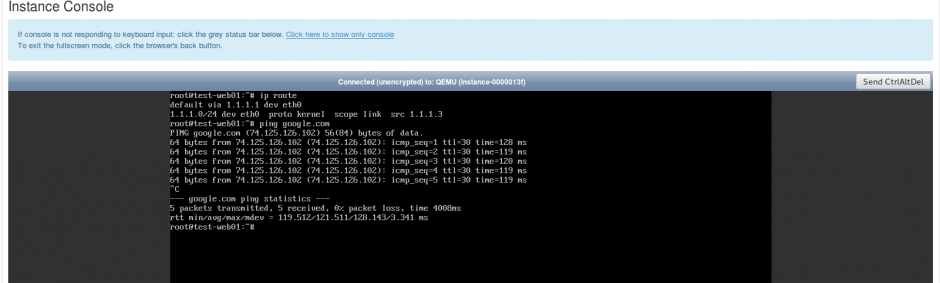 Instance Console
If console is not responding to keyboard input: click the grey status bar below. Click here to show only console
To exit the fullscreen mode, click the browser's back button.
Connected (unencrypted) to: QEMU (instance-0000013f)
Send CtrlAltDel
root@test-web01:~# ip route
default via 1.1.1.1 dev eth0
1.1.1.0/24 dev eth0  proto kernel  scope link  src 1.1.1.3
root@test-web01:~# ping google.com
PING google.com (74.125.126.102) 56(84) bytes of data.
64 bytes from 74.125.126.102 (74.125.126.102): icmp_seq=1 ttl=30 time=128 ms
64 bytes from 74.125.126.102 (74.125.126.102): icmp_seq=2 ttl=30 time=119 ms
64 bytes from 74.125.126.102 (74.125.126.102): icmp_seq=3 ttl=30 time=120 ms
64 bytes from 74.125.126.102 (74.125.126.102): icmp_seq=4 ttl=30 time=119 ms
64 bytes from 74.125.126.102 (74.125.126.102): icmp_seq=5 ttl=30 time=119 ms
^C
--- google.com ping statistics ---
5 packets transmitted, 5 received, 0% packet loss, time 4008ms
rtt min/avg/max/mdev = 119.512/121.511/128.143/3.341 ms
root@test-web01:~#